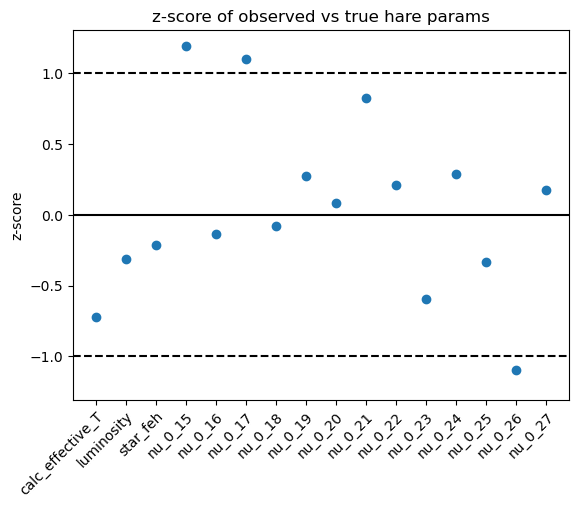 z-score of observed vs true hare params
z-score
1.0
0.5
0.0
−0.5
−1.0
calc_effective_T
luminosity
star_feh
nu_0_15
nu_0_16
nu_0_17
nu_0_18
nu_0_19
nu_0_20
nu_0_21
nu_0_22
nu_0_23
nu_0_24
nu_0_25
nu_0_26
nu_0_27